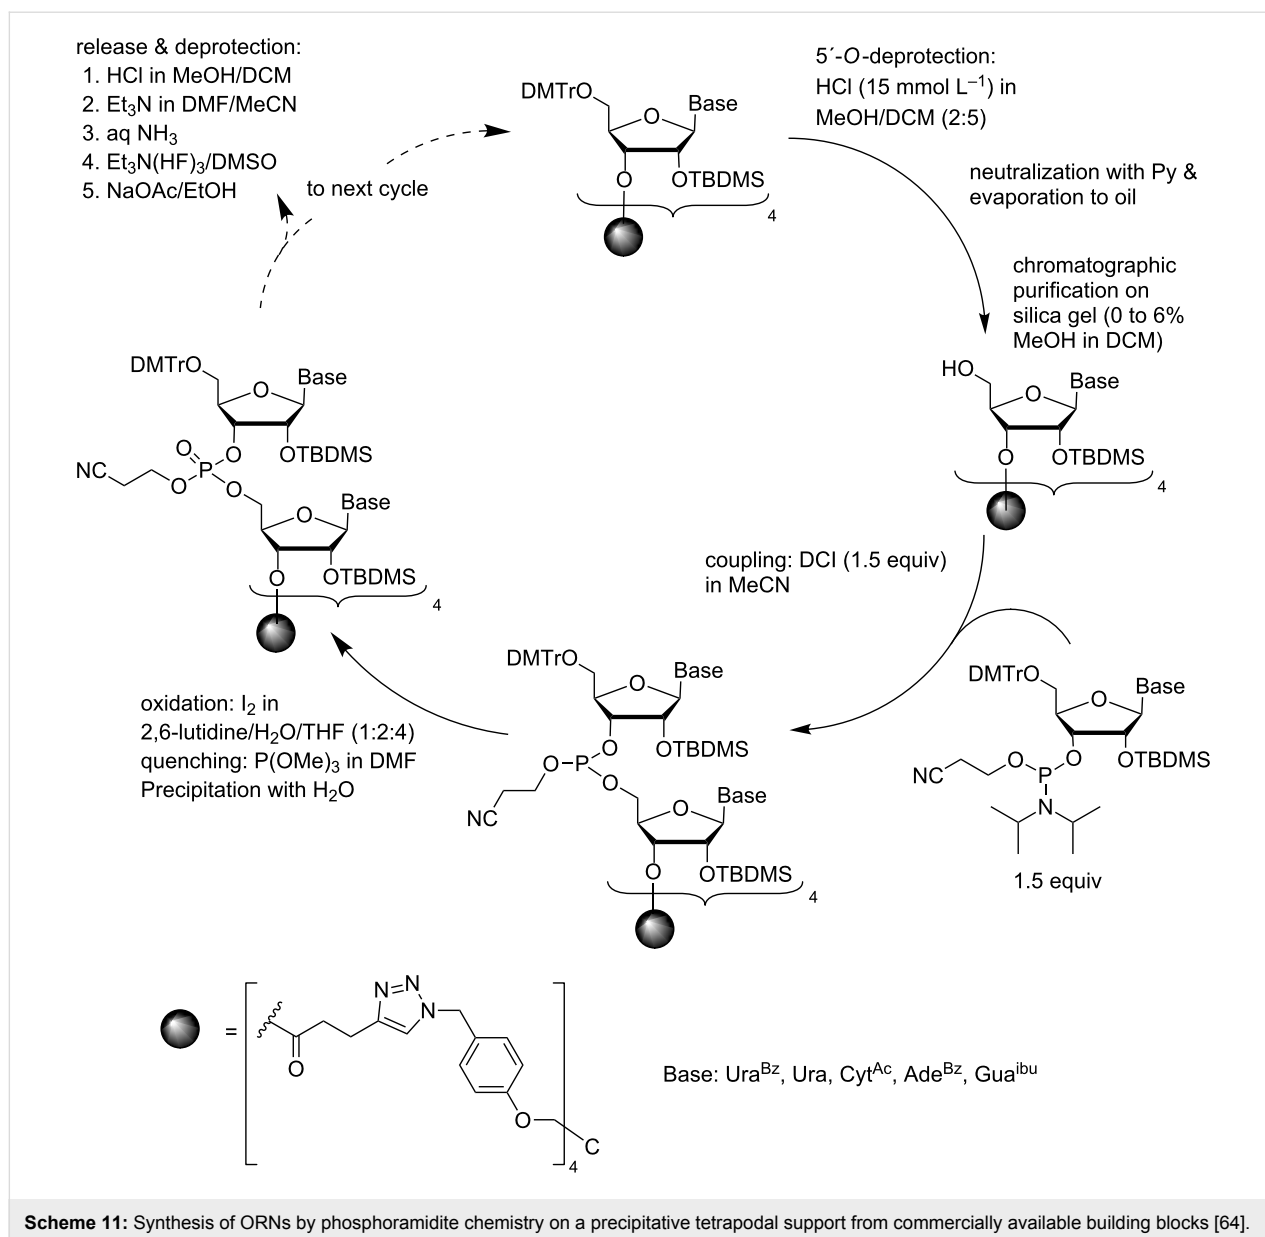 release & deprotection:
1. HCl in MeOH/DCM
2. Et₃N in DMF/MeCN
3. aq NH₃
4. Et₃N(HF)₃/DMSO
5. NaOAc/EtOH
to next cycle
DMTrO
O
Base
O
OTBDMS
4
5´-O-deprotection:
HCl (15 mmol L⁻¹) in
MeOH/DCM (2:5)
neutralization with Py &
evaporation to oil
chromatographic
purification on
silica gel (0 to 6%
MeOH in DCM)
HO
O
Base
O
OTBDMS
4
coupling: DCI (1.5 equiv)
in MeCN
DMTrO
O
Base
O
OTBDMS
NC
O
P
N
1.5 equiv
DMTrO
O
Base
O
OTBDMS
O
P
O
NC
O
Base
O
OTBDMS
4
oxidation: I₂ in
2,6-lutidine/H₂O/THF (1:2:4)
quenching: P(OMe)₃ in DMF
Precipitation with H₂O
DMTrO
O
Base
O
OTBDMS
O
P
NC
O
O
O
Base
O
OTBDMS
4
=
O
N
N
N
O
C
4
Base: Uraᴮᶻ, Ura, Cytᴬᶜ, Adeᴮᶻ, Guaⁱᵇᵘ
Scheme 11: Synthesis of ORNs by phosphoramidite chemistry on a precipitative tetrapodal support from commercially available building blocks [64].